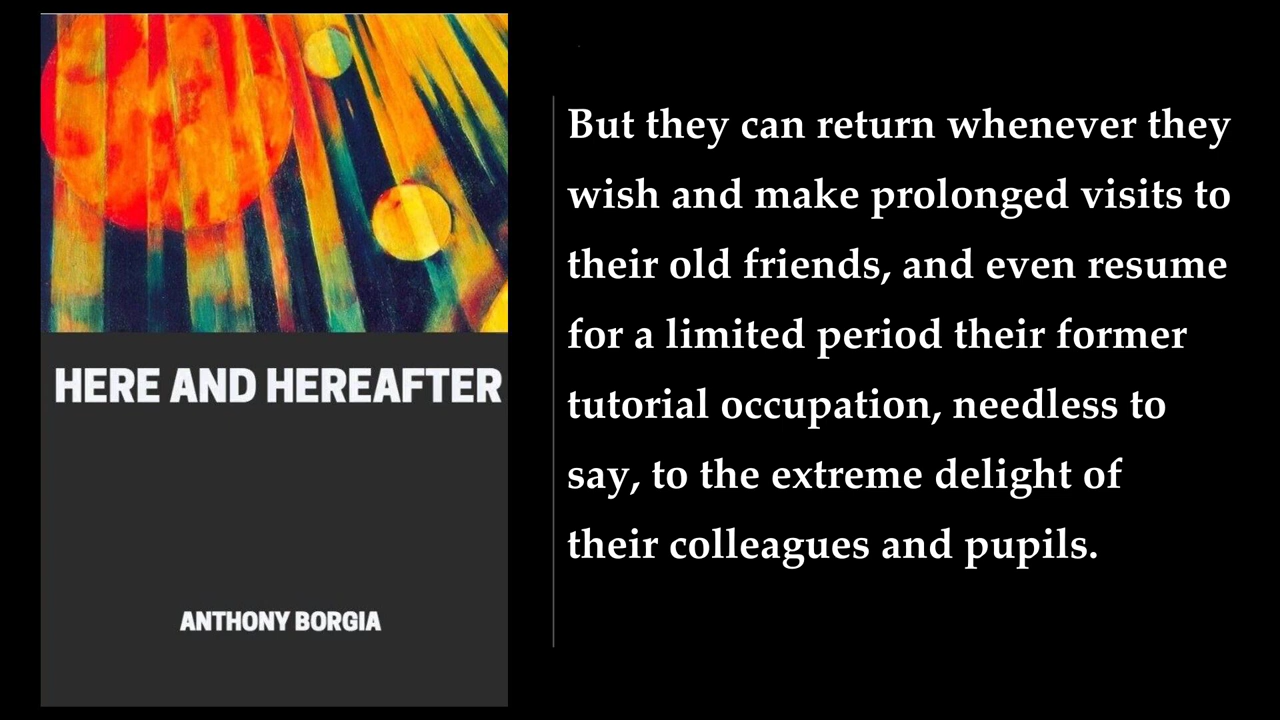 HERE AND HEREAFTER
ANTHONY BORGIA
But they can return whenever they
wish and make prolonged visits to
their old friends, and even resume
for a limited period their former
tutorial occupation, needless to
say, to the extreme delight of
their colleagues and pupils.